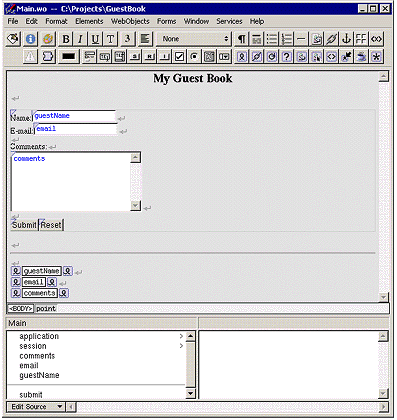 Main.wo -- C:\Projects\GuestBook
File Edit Format Elements WebObjects Forms Window Services Help
B I U T 3 None
My Guest Book
Name: guestName
E-mail: email
Comments:
comments
Submit Reset
guestName
email
comments
<BODY> point
Main
application >
session >
comments
email
guestName
submit
Edit Source